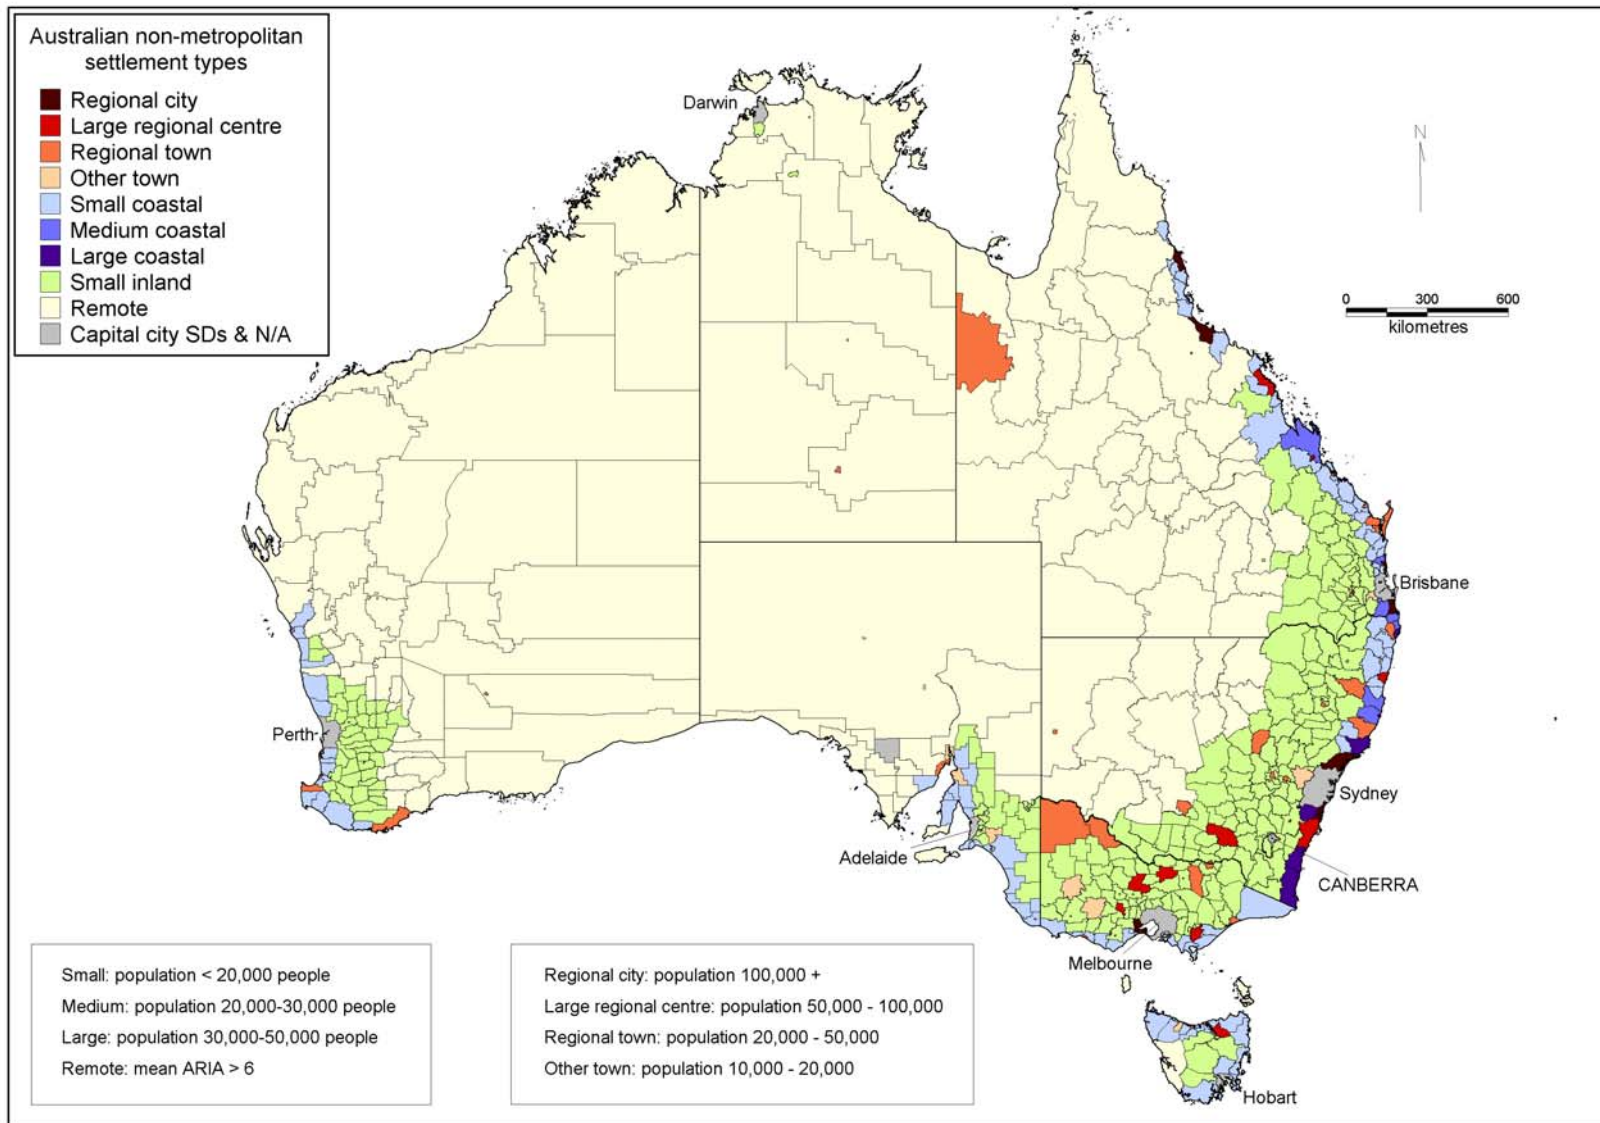 Australian non-metropolitan
settlement types
Regional city
Large regional centre
Regional town
Other town
Small coastal
Medium coastal
Large coastal
Small inland
Remote
Capital city SDs & N/A
Darwin
N
0 300 600
kilometres
Brisbane
Perth
Sydney
Adelaide
CANBERRA
Melbourne
Hobart
Small: population < 20,000 people
Medium: population 20,000-30,000 people
Large: population 30,000-50,000 people
Remote: mean ARIA > 6
Regional city: population 100,000 +
Large regional centre: population 50,000 - 100,000
Regional town: population 20,000 - 50,000
Other town: population 10,000 - 20,000